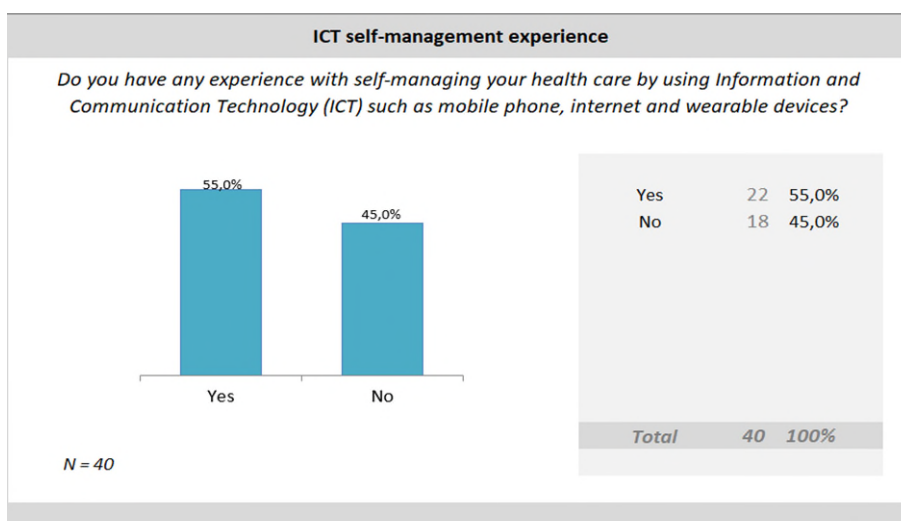 ICT self-management experience
Do you have any experience with self-managing your health care by using Information and
Communication Technology (ICT) such as mobile phone, internet and wearable devices?
55,0%
45,0%
Yes No
Yes 22 55,0%
No 18 45,0%
Total 40 100%
N = 40